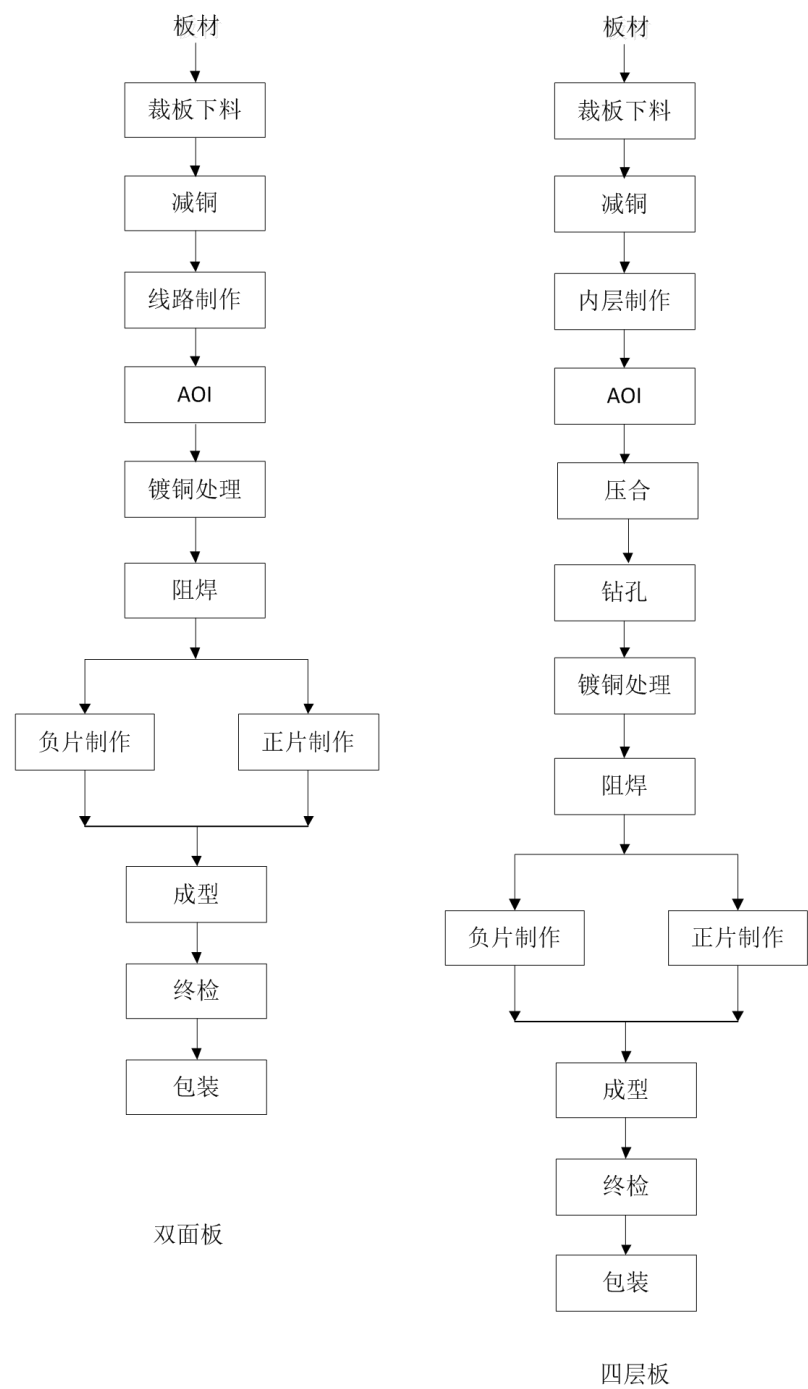 板材
裁板下料
减铜
线路制作
AOI
镀铜处理
阻焊
负片制作
正片制作
成型
终检
包装
双面板
板材
裁板下料
减铜
内层制作
AOI
压合
钻孔
镀铜处理
阻焊
负片制作
正片制作
成型
终检
包装
四层板